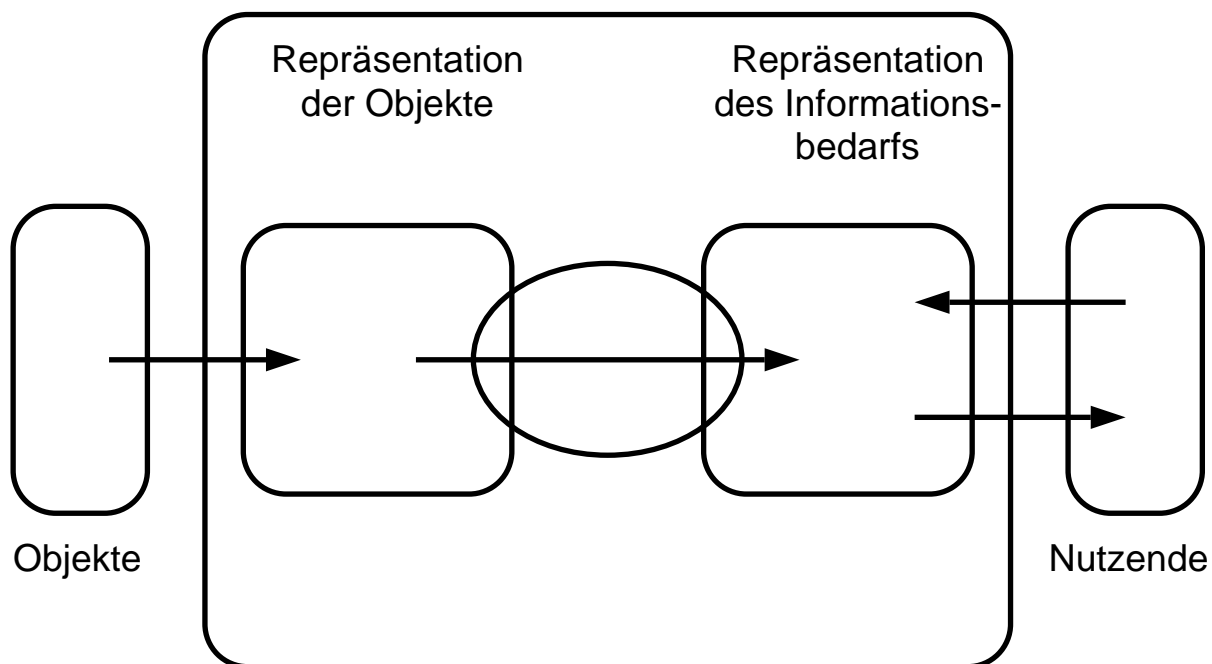 Repräsentation
der Objekte
Repräsentation
des Informations-
bedarfs
Objekte
Nutzende